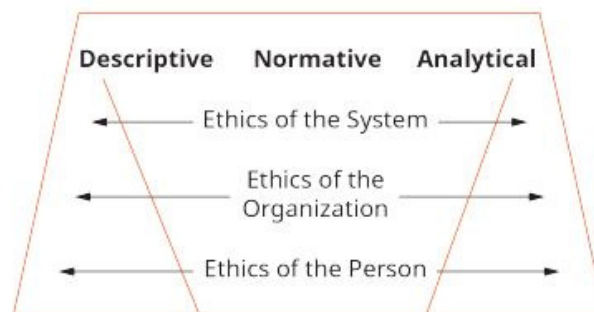 Descriptive Normative Analytical
Ethics of the System
Ethics of the
Organization
Ethics of the Person